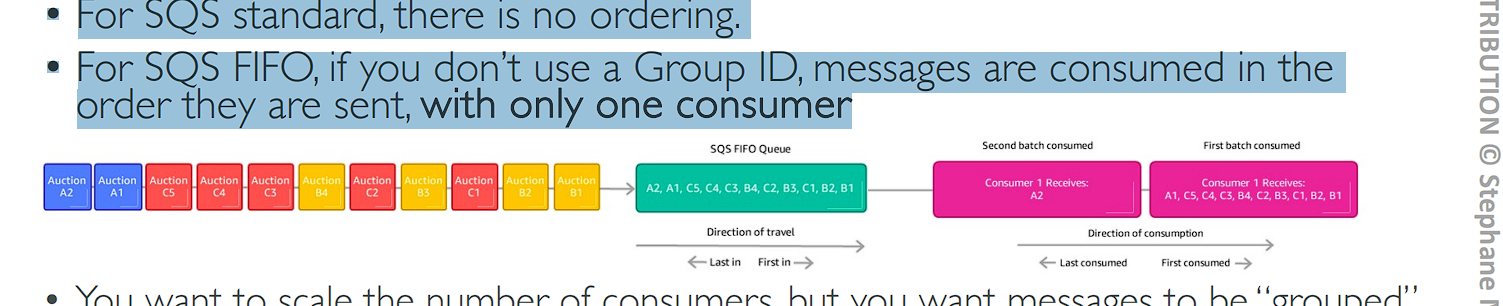 • For SQS standard, there is no ordering.
• For SQS FIFO, if you don't use a Group ID, messages are consumed in the
order they are sent, with only one consumer
SQS FIFO Queue
Second batch consumed
First batch consumed
Auction A2
Auction A1
Auction C5
Auction C4
Auction C3
Auction B4
Auction C2
Auction B3
Auction C1
Auction B2
Auction B1
A2, A1, C5, C4, C3, B4, C2, B3, C1, B2, B1
Consumer 1 Receives:
A2
Consumer 1 Receives:
A1, C5, C4, C3, B4, C2, B3, C1, B2, B1
Direction of travel
Last in First in
Direction of consumption
Last consumed First consumed
• You want to scale the number of consumers, but you want messages to be "grouped"
TRIBUTION © Stephane